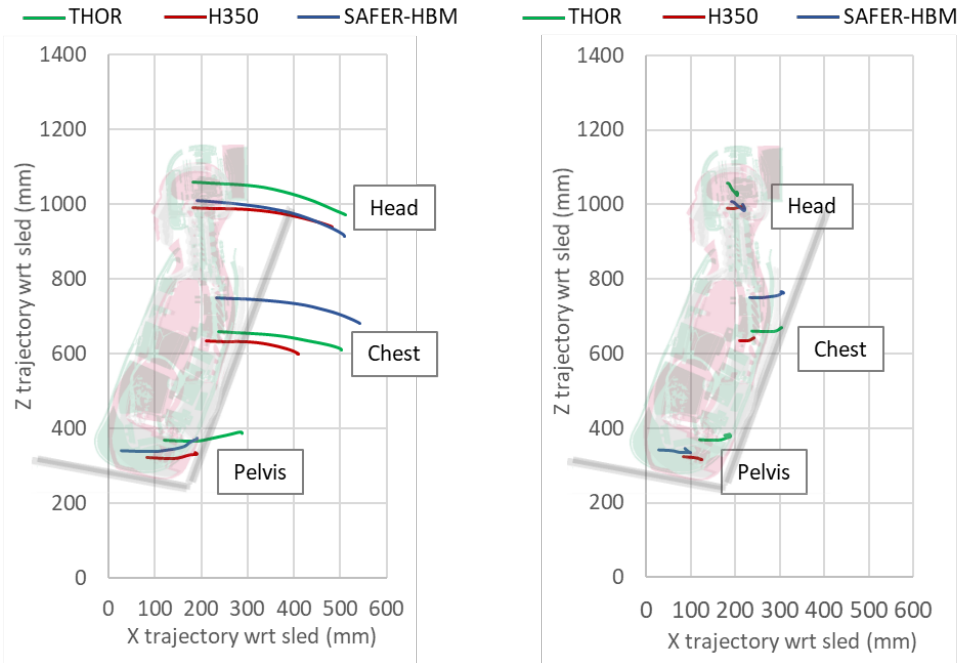 THOR H350 SAFER-HBM
1400
1200
1000
800
600
400
200
0
Z trajectory wrt sled (mm)
Head
Chest
Pelvis
0 100 200 300 400 500 600
X trajectory wrt sled (mm)
THOR H350 SAFER-HBM
1400
1200
1000
800
600
400
200
0
Z trajectory wrt sled (mm)
Head
Chest
Pelvis
0 100 200 300 400 500 600
X trajectory wrt sled (mm)